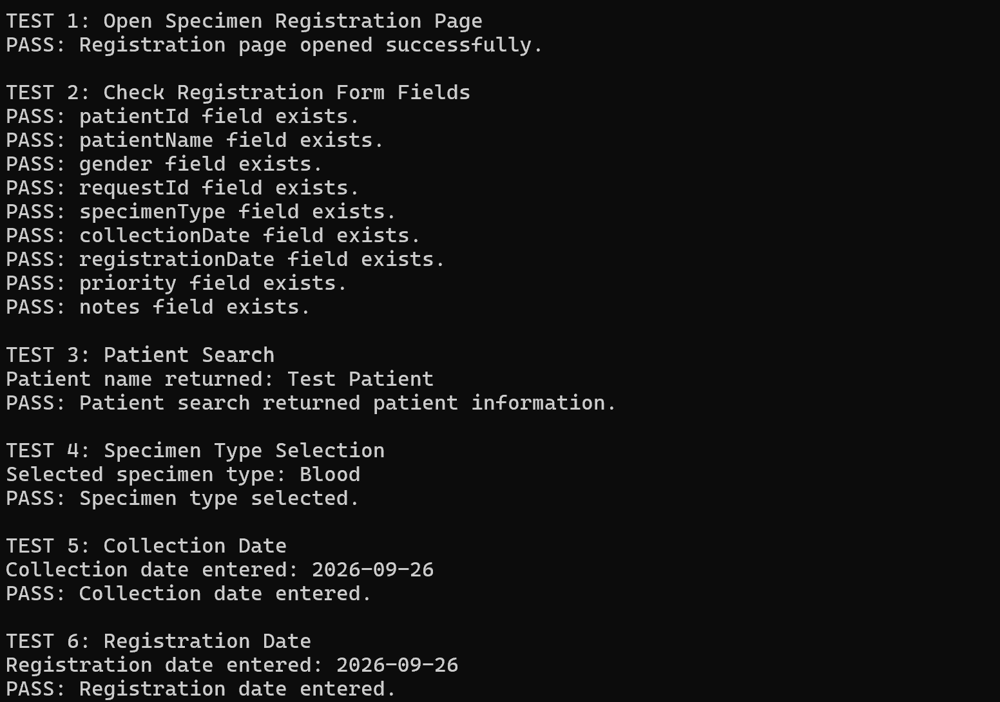 TEST 1: Open Specimen Registration Page
PASS: Registration page opened successfully.
TEST 2: Check Registration Form Fields
PASS: patientId field exists.
PASS: patientName field exists.
PASS: gender field exists.
PASS: requestId field exists.
PASS: specimenType field exists.
PASS: collectionDate field exists.
PASS: registrationDate field exists.
PASS: priority field exists.
PASS: notes field exists.
TEST 3: Patient Search
Patient name returned: Test Patient
PASS: Patient search returned patient information.
TEST 4: Specimen Type Selection
Selected specimen type: Blood
PASS: Specimen type selected.
TEST 5: Collection Date
Collection date entered: 2026-09-26
PASS: Collection date entered.
TEST 6: Registration Date
Registration date entered: 2026-09-26
PASS: Registration date entered.